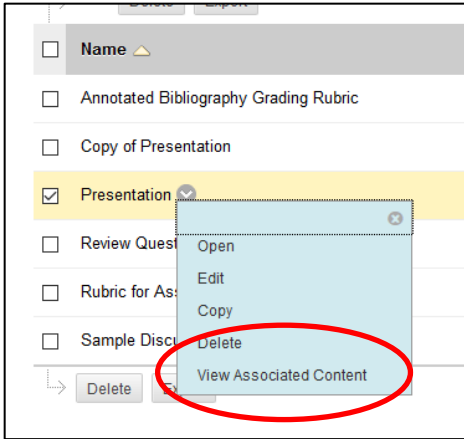 Delete Export
Name
Annotated Bibliography Grading Rubric
Copy of Presentation
Presentation
Review Quest
Open
Edit
Rubric for Ass
Copy
Sample Discu
Delete
View Associated Content
Delete